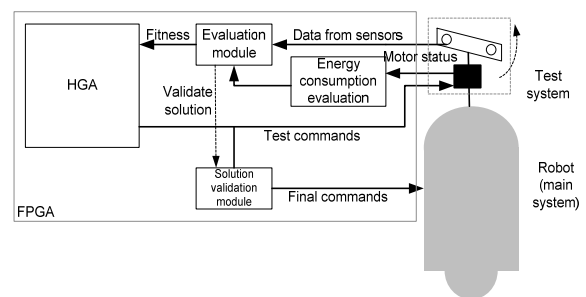 Fitness
Evaluation
module
Data from sensors
Motor status
HGA
Energy
consumption
evaluation
Test
system
Validate
solution
Test commands
Solution
validation
module
Final commands
Robot
(main
system)
FPGA